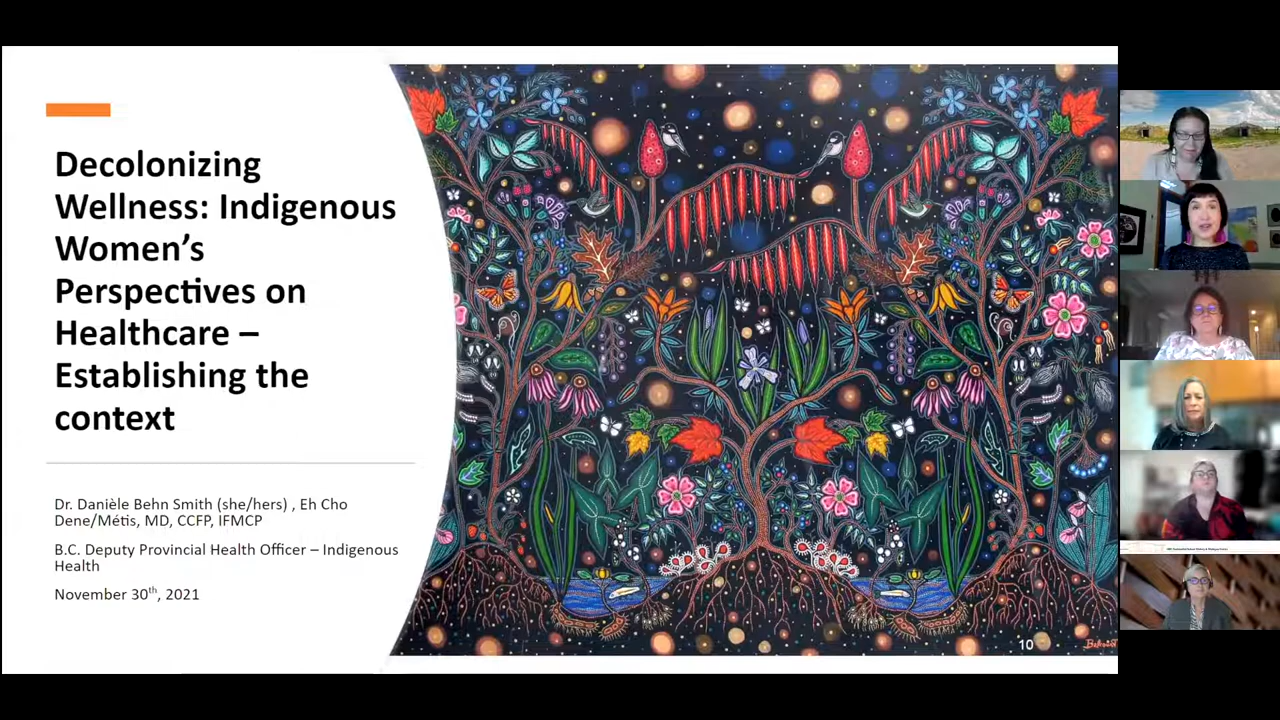 Decolonizing
Wellness: Indigenous
Women’s
Perspectives on
Healthcare –
Establishing the
context
Dr. Danièle Behn Smith (she/hers) , Eh Cho
Dene/Métis, MD, CCFP, IFMCP
B.C. Deputy Provincial Health Officer – Indigenous
Health
November 30th, 2021
10